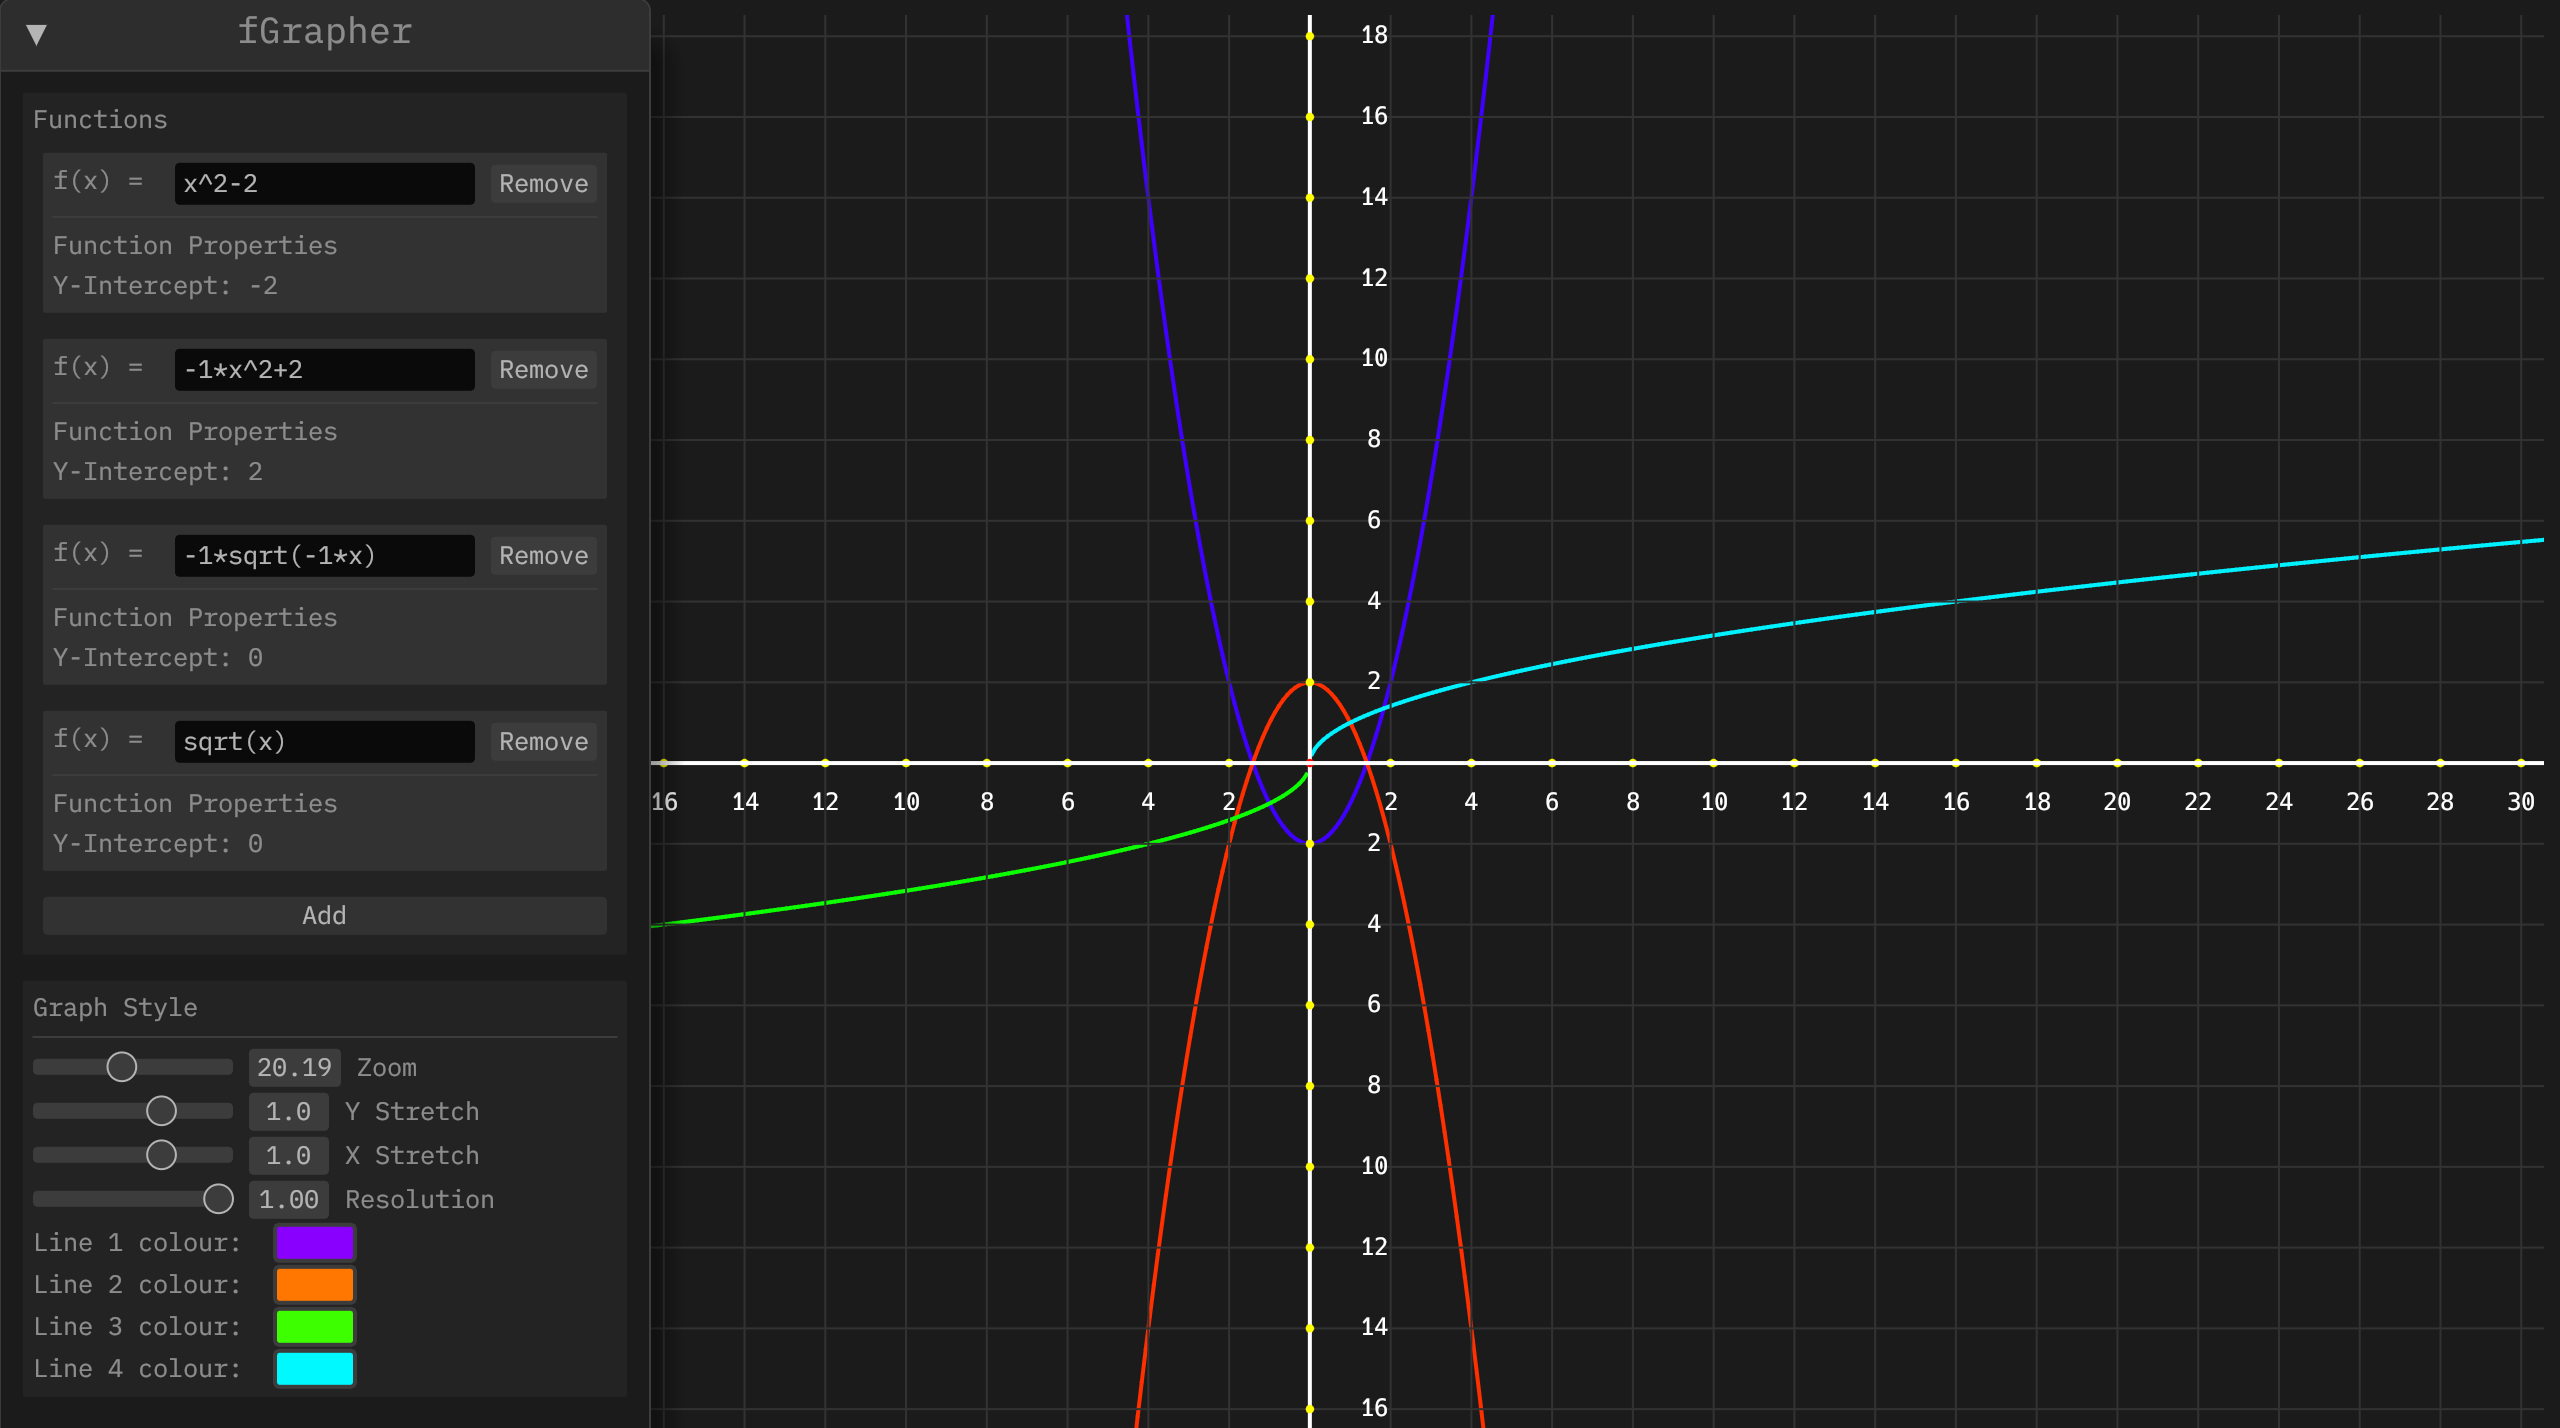 ▼ fGrapher
Functions
f(x) = x^2-2 Remove
Function Properties
Y-Intercept: -2
f(x) = -1*x^2+2 Remove
Function Properties
Y-Intercept: 2
f(x) = -1*sqrt(-1*x) Remove
Function Properties
Y-Intercept: 0
f(x) = sqrt(x) Remove
Function Properties
Y-Intercept: 0
Add
Graph Style
20.19 Zoom
1.0 Y Stretch
1.0 X Stretch
1.00 Resolution
Line 1 colour:
Line 2 colour:
Line 3 colour:
Line 4 colour:
18
16
14
12
10
8
6
4
2
16 14 12 10 8 6 4 2 2 4 6 8 10 12 14 16 18 20 22 24 26 28 30
2
4
6
8
10
12
14
16